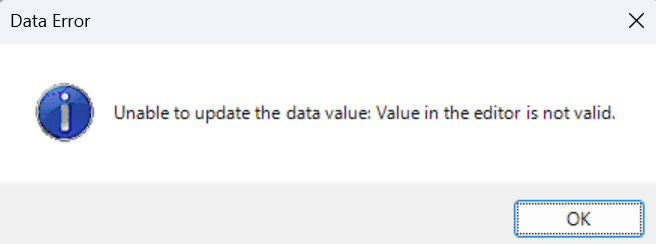 Data Error
Unable to update the data value: Value in the editor is not valid.
OK